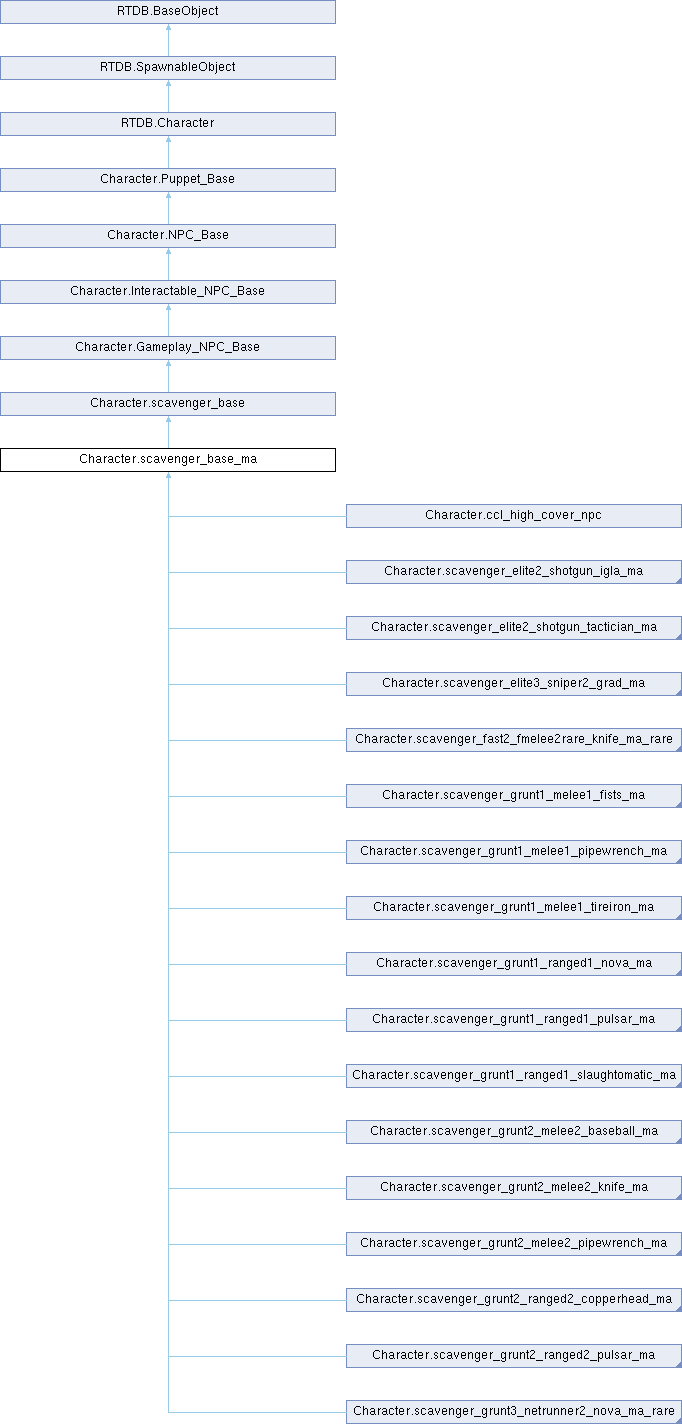 RTDB.BaseObject
RTDB.SpawnableObject
RTDB.Character
Character.Puppet_Base
Character.NPC_Base
Character.Interactable_NPC_Base
Character.Gameplay_NPC_Base
Character.scavenger_base
Character.scavenger_base_ma
Character.ccl_high_cover_npc
Character.scavenger_elite2_shotgun_igla_ma
Character.scavenger_elite2_shotgun_tactician_ma
Character.scavenger_elite3_sniper2_grad_ma
Character.scavenger_fast2_fmelee2rare_knife_ma_rare
Character.scavenger_grunt1_melee1_fists_ma
Character.scavenger_grunt1_melee1_pipewrench_ma
Character.scavenger_grunt1_melee1_tireiron_ma
Character.scavenger_grunt1_ranged1_nova_ma
Character.scavenger_grunt1_ranged1_pulsar_ma
Character.scavenger_grunt1_ranged1_slaughtomatic_ma
Character.scavenger_grunt2_melee2_baseball_ma
Character.scavenger_grunt2_melee2_knife_ma
Character.scavenger_grunt2_melee2_pipewrench_ma
Character.scavenger_grunt2_ranged2_copperhead_ma
Character.scavenger_grunt2_ranged2_pulsar_ma
Character.scavenger_grunt3_netrunner2_nova_ma_rare